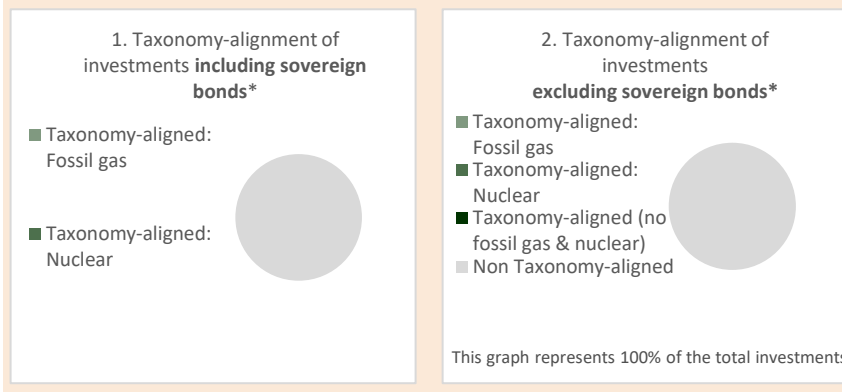 1. Taxonomy-alignment of
investments including sovereign
bonds*
Taxonomy-aligned:
Fossil gas
Taxonomy-aligned:
Nuclear
2. Taxonomy-alignment of
investments
excluding sovereign bonds*
Taxonomy-aligned:
Fossil gas
Taxonomy-aligned:
Nuclear
Taxonomy-aligned (no
fossil gas & nuclear)
Non Taxonomy-aligned
This graph represents 100% of the total investments